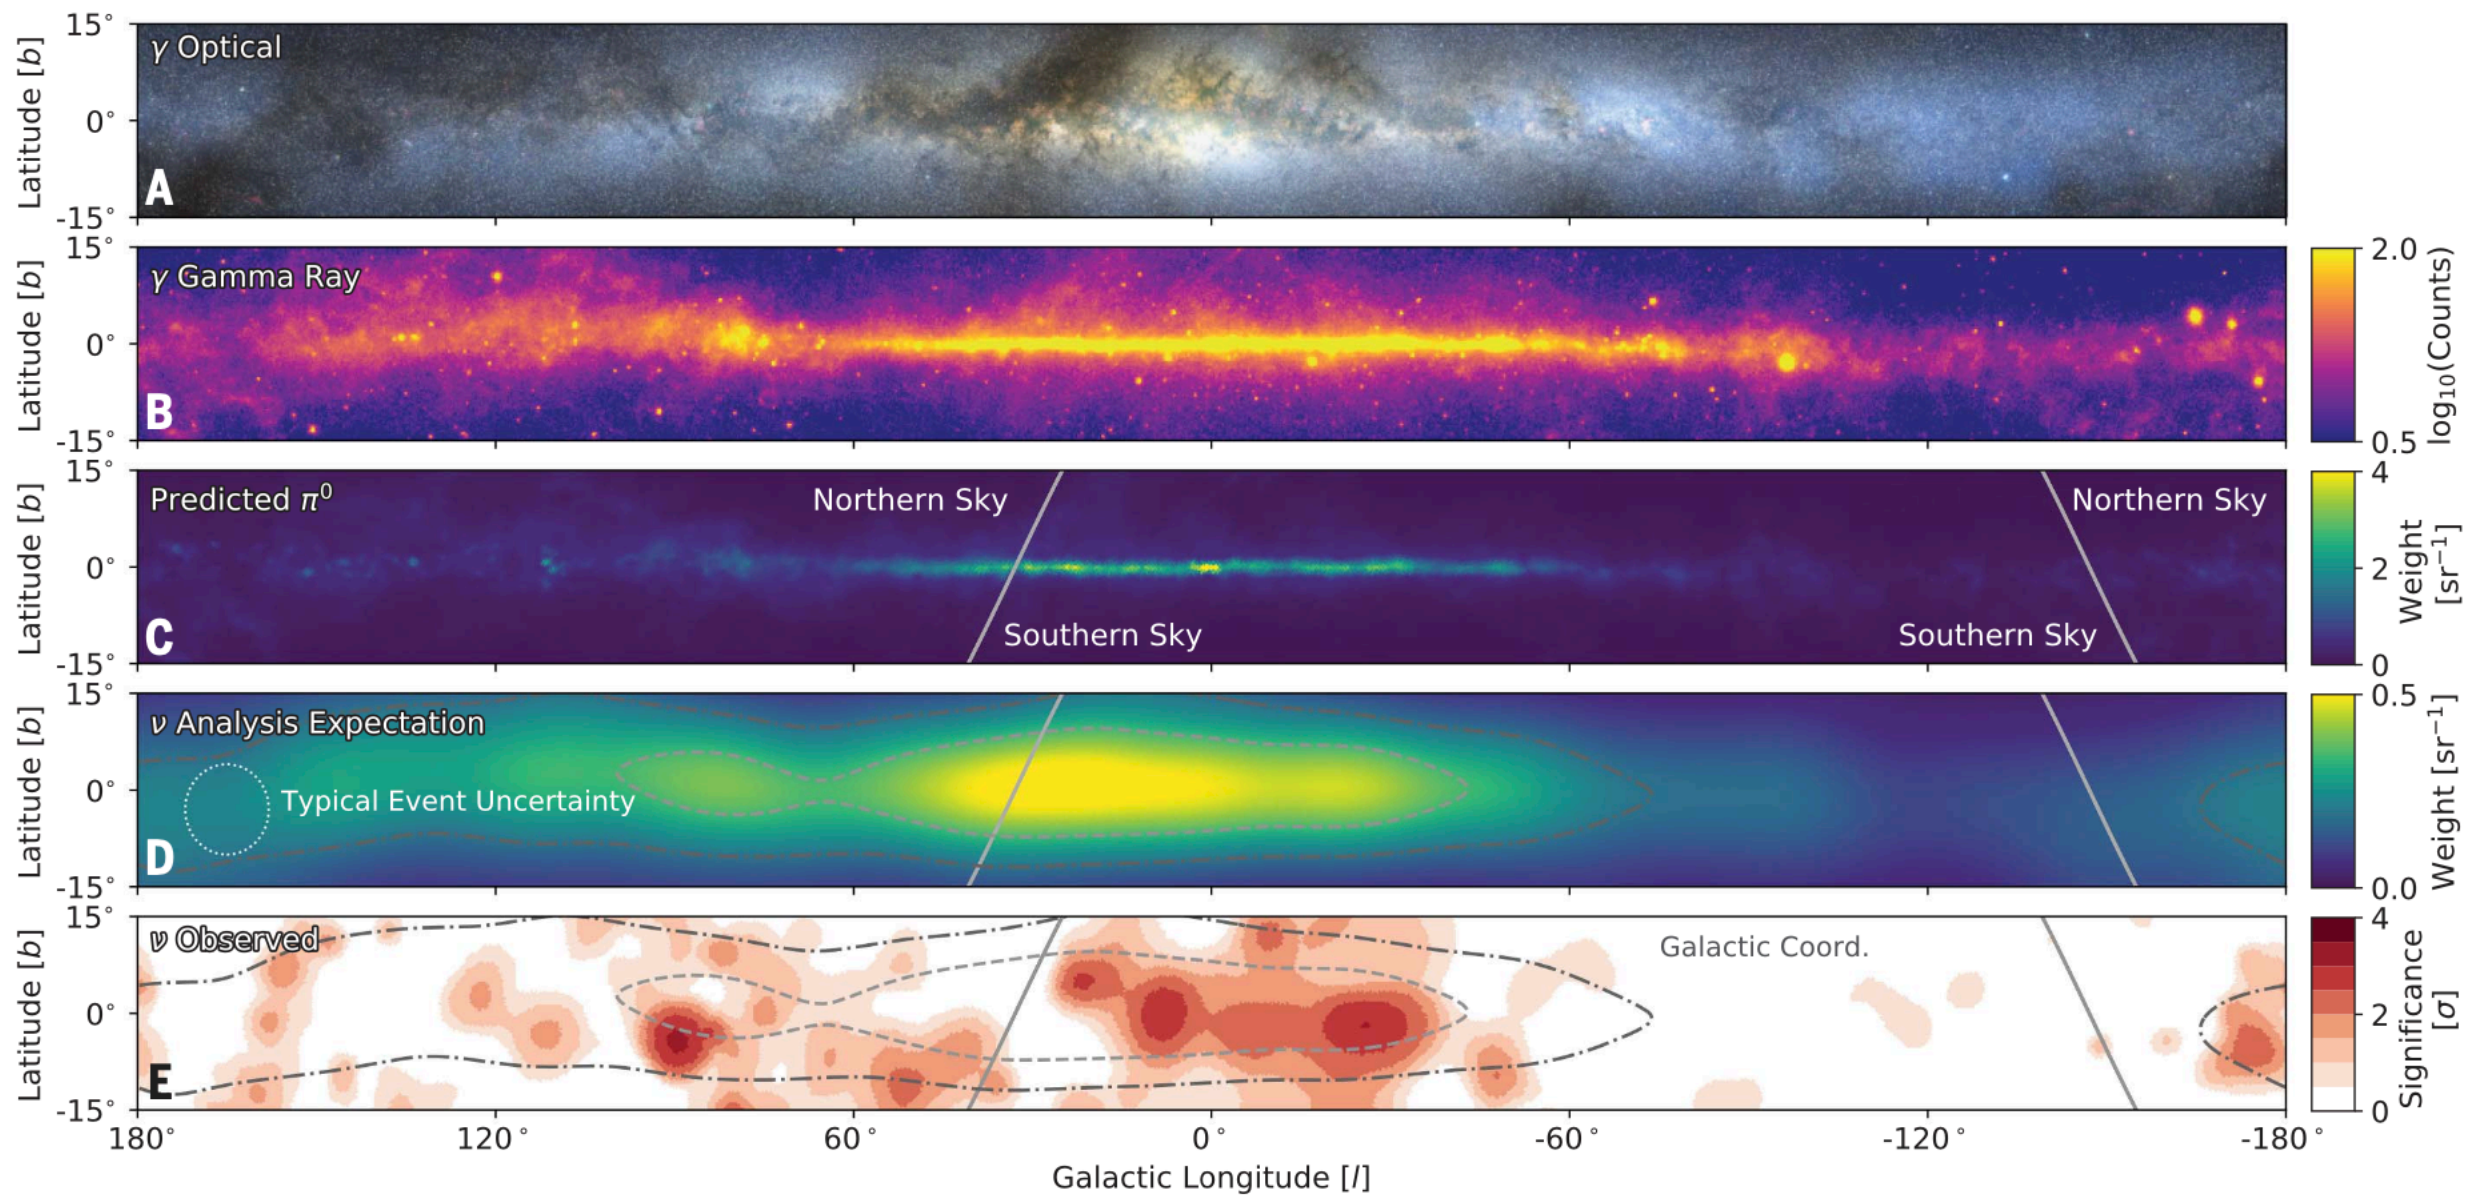 15°
γ Optical
Latitude [b]
0°
A
-15°
15°
γ Gamma Ray
Latitude [b]
0°
B
-15°
2.0
log₁₀(Counts)
0.5
15°
Predicted π⁰
Northern Sky
Northern Sky
Latitude [b]
0°
C
Southern Sky
Southern Sky
-15°
4
2
0
Weight
[sr⁻¹]
15°
ν Analysis Expectation
Latitude [b]
0°
Typical Event Uncertainty
D
-15°
0.5
Weight [sr⁻¹]
0.0
15°
ν Observed
Galactic Coord.
Latitude [b]
0°
E
-15°
4
2
0
Significance
[σ]
180° 120° 60° 0° -60° -120° -180°
Galactic Longitude [l]